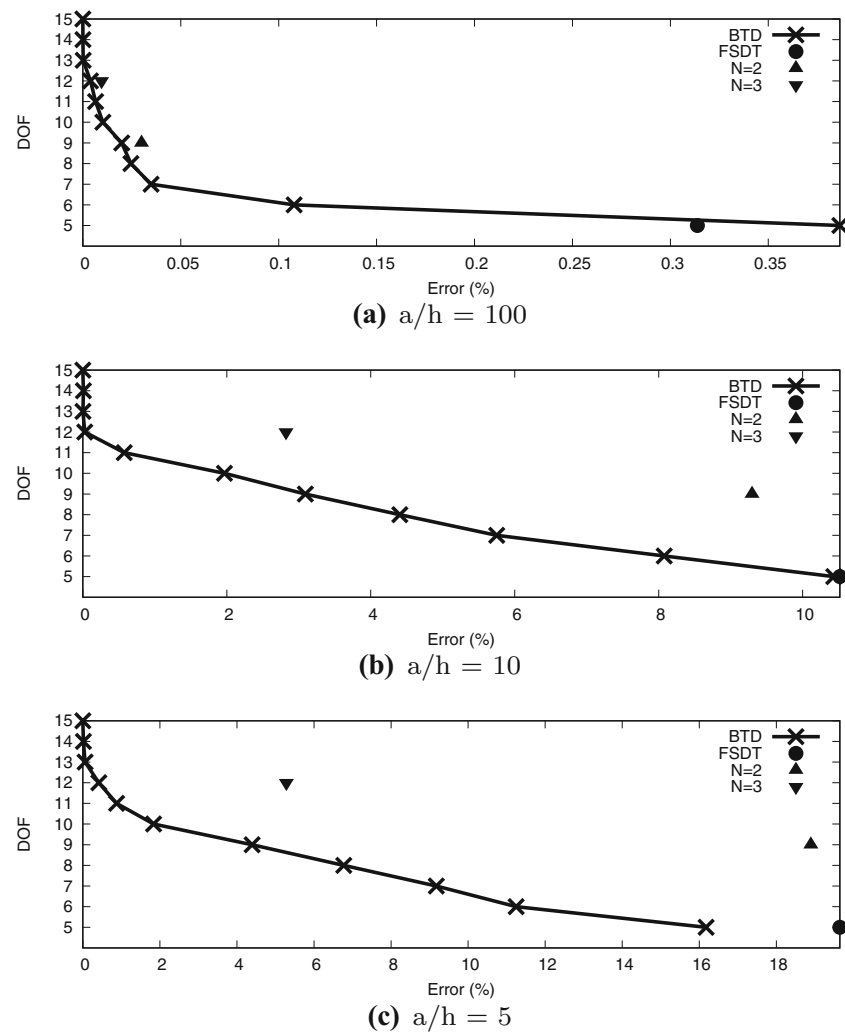 15
14
13
12
11
10
9
8
7
6
5
DOF
BTD
FSDT
N=2
N=3
0 0.05 0.1 0.15 0.2 0.25 0.3 0.35
Error (%)
(a) a/h = 100
15
14
13
12
11
10
9
8
7
6
5
DOF
BTD
FSDT
N=2
N=3
0 2 4 6 8 10
Error (%)
(b) a/h = 10
15
14
13
12
11
10
9
8
7
6
5
DOF
BTD
FSDT
N=2
N=3
0 2 4 6 8 10 12 14 16 18
Error (%)
(c) a/h = 5